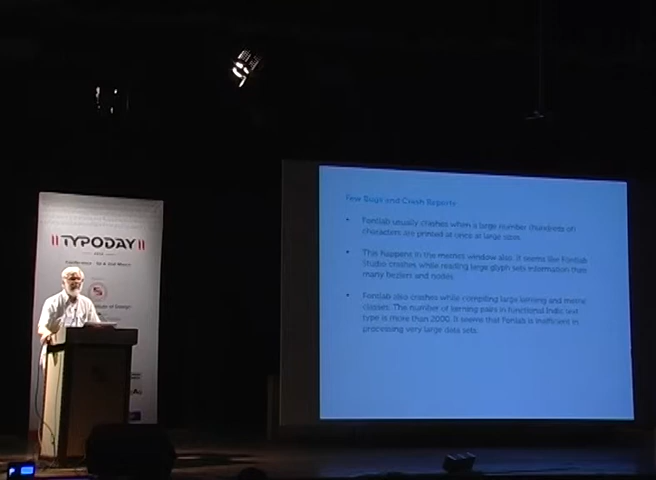 TYPODAY
Few Bugs and Crash Reports
• Fontlab usually crashes when a large number (hundreds of)
characters are printed at once at large sizes.
• This happens in the metrics window also. It seems like Fontlab
Studio crashes while reading large glyph sets information than
many beziers and nodes.
• Fontlab also crashes while compiling large kerning and
classes. The number of kerning pairs in functional Indic text
type is more than 2000. It seems that Fontlab is inefficient in
processing very large data sets.